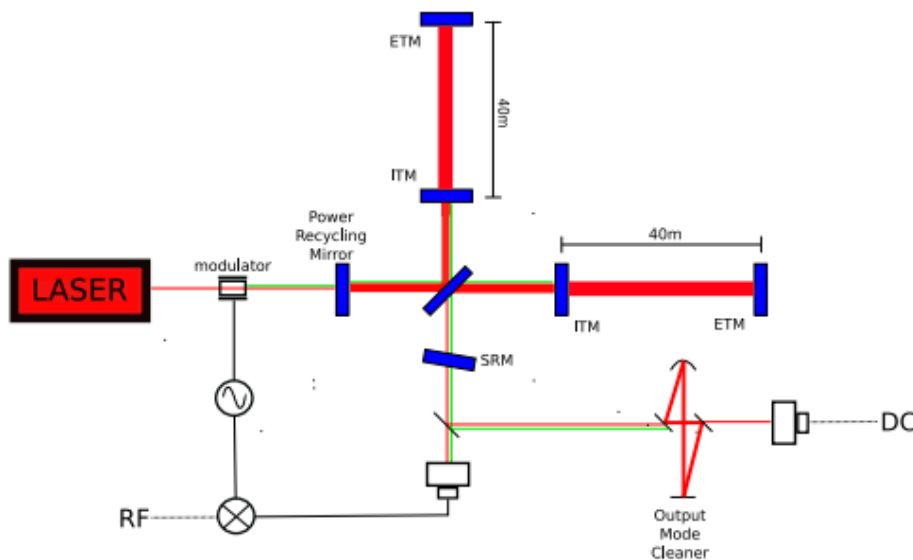 ETM
40m
ITM
Power
Recycling
Mirror
modulator
LASER
40m
ITM
ETM
SRM
DC
RF
Output
Mode
Cleaner